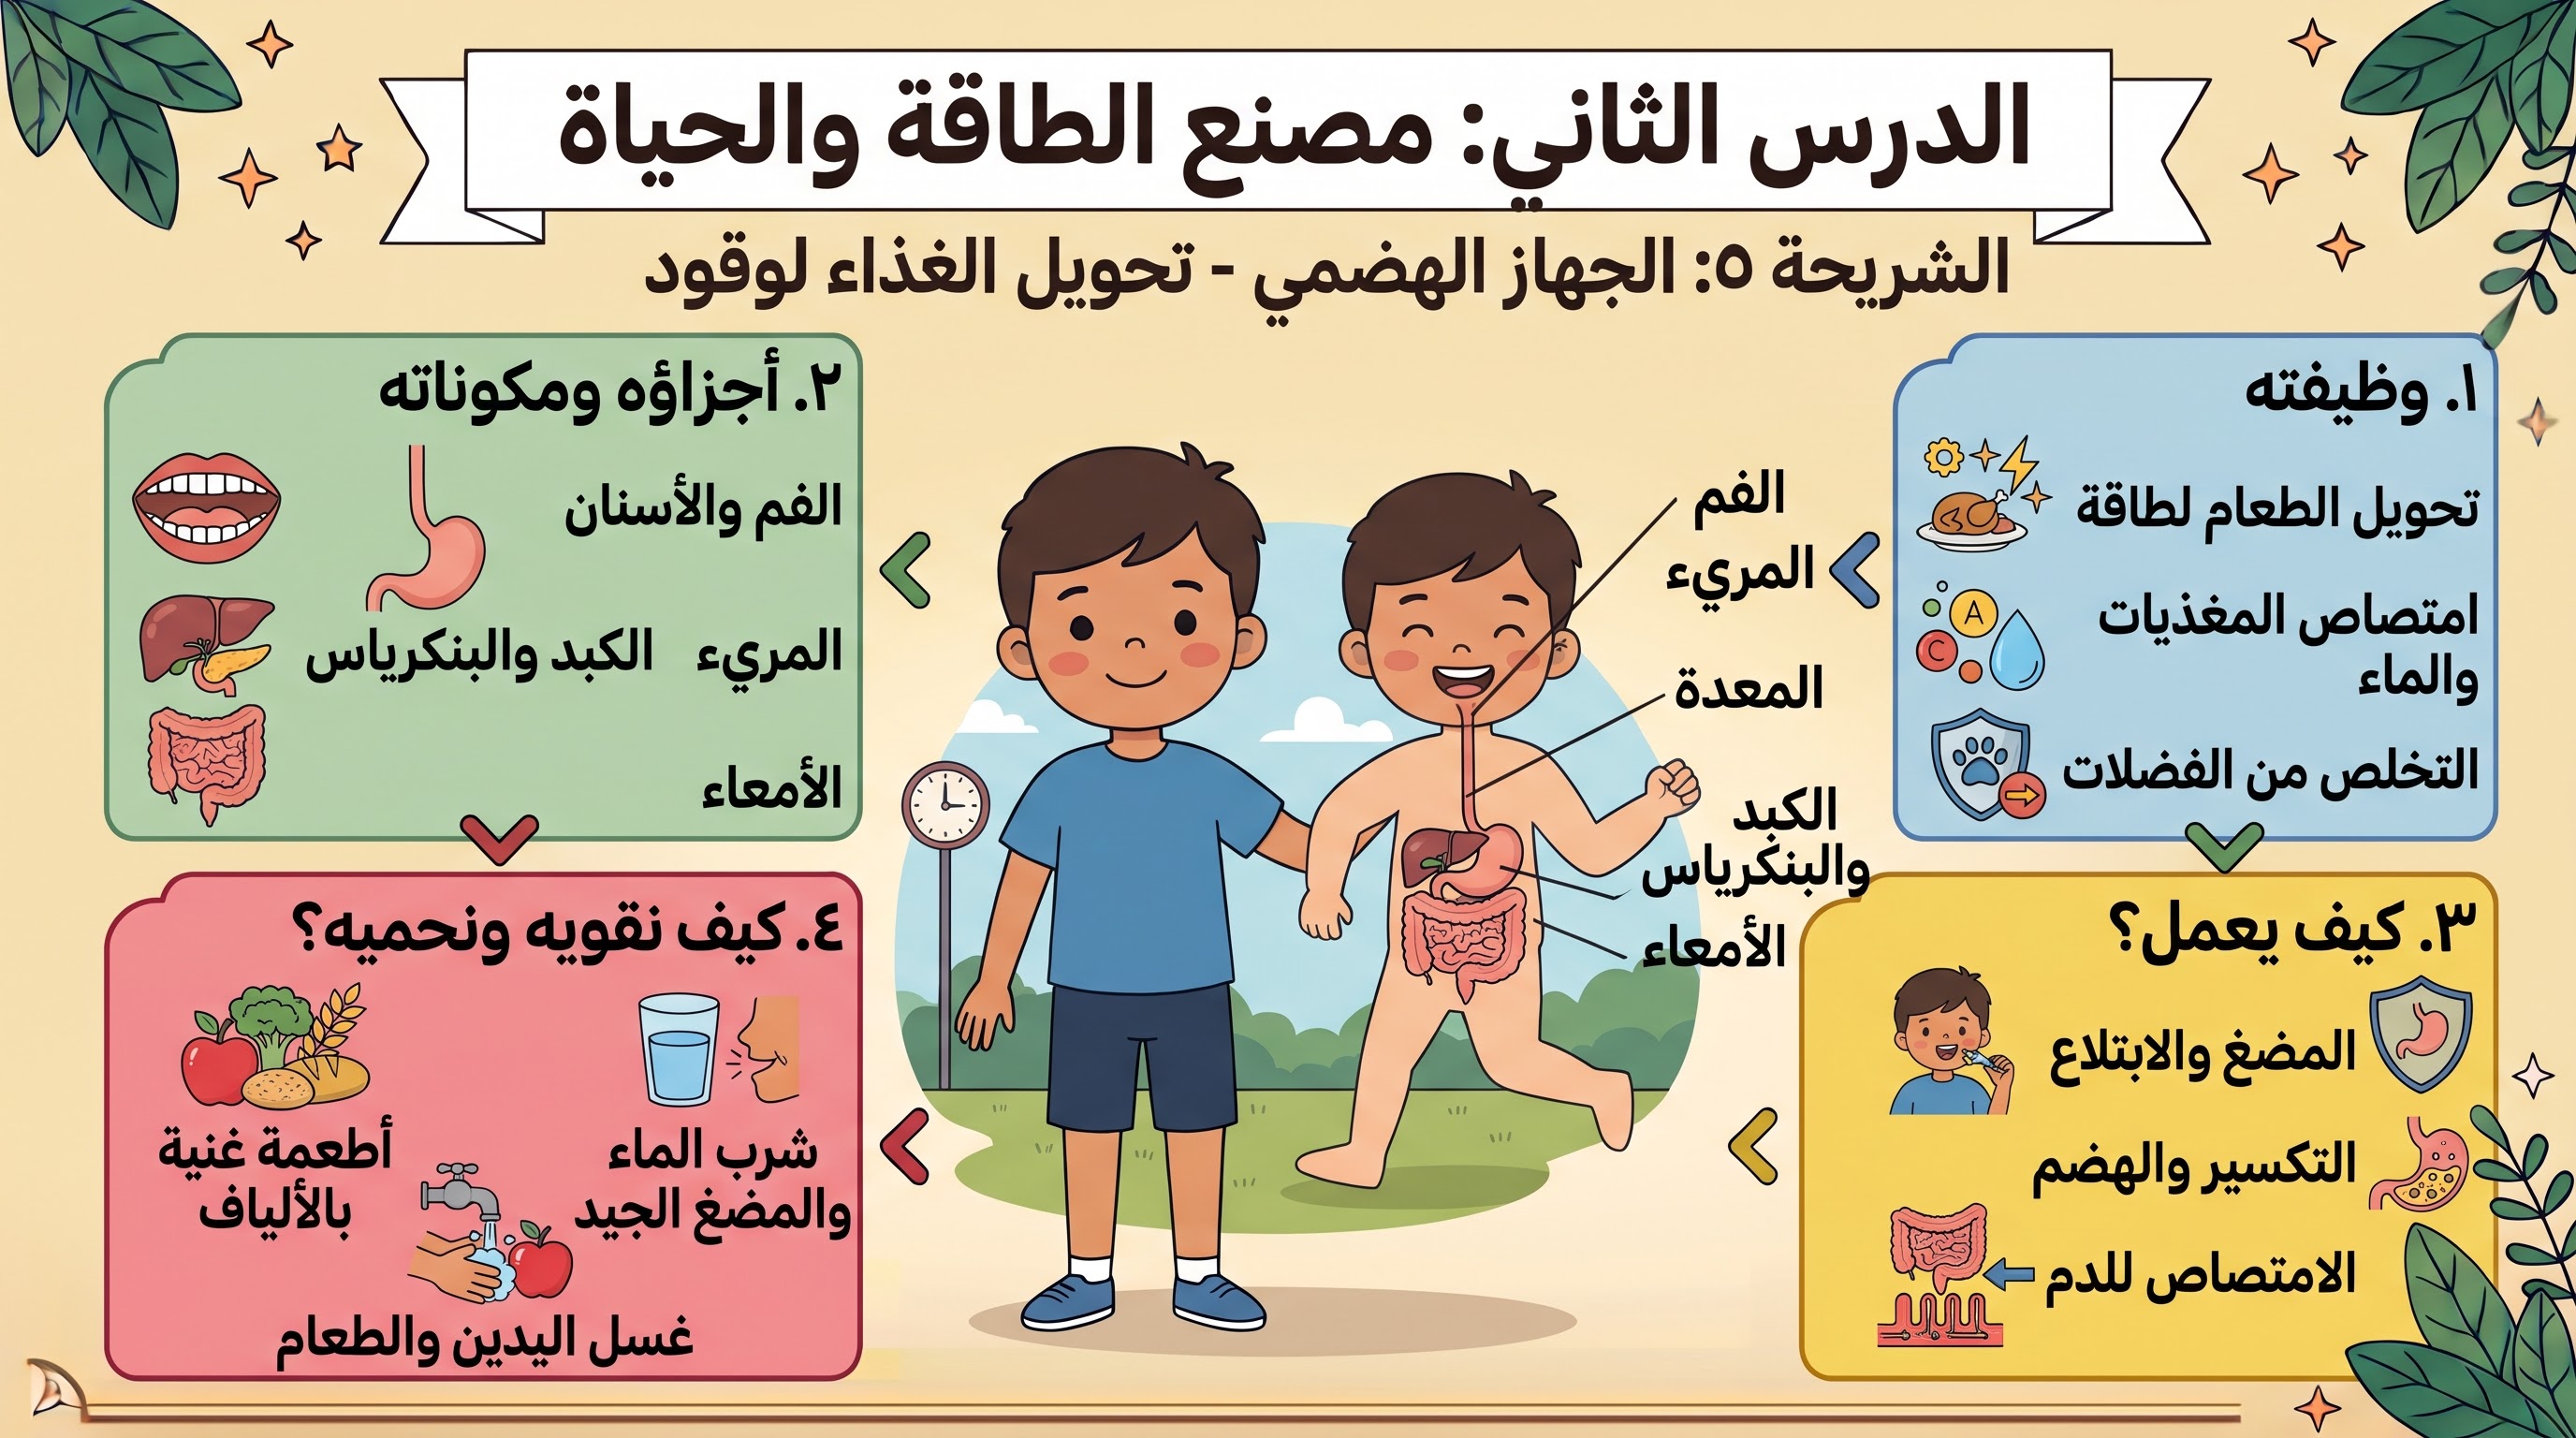 الدرس الثاني: مصنع الطاقة والحياة
الشريحة ٥: الجهاز الهضمي - تحويل الغذاء لوقود
١. وظيفته
تحويل الطعام لطاقة
امتصاص المغذيات
والماء
A
C
التخلص من الفضلات
٢. أجزاؤه ومكوناته
الفم والأسنان
المريء
الكبد والبنكرياس
الأمعاء
الفم
المريء
المعدة
الكبد
والبنكرياس
الأمعاء
٣. كيف يعمل؟
المضغ والابتلاع
التكسير والهضم
الامتصاص للدم
٤. كيف نقويه ونحميه؟
شرب الماء
والمضغ الجيد
أطعمة غنية
بالألياف
غسل اليدين والطعام